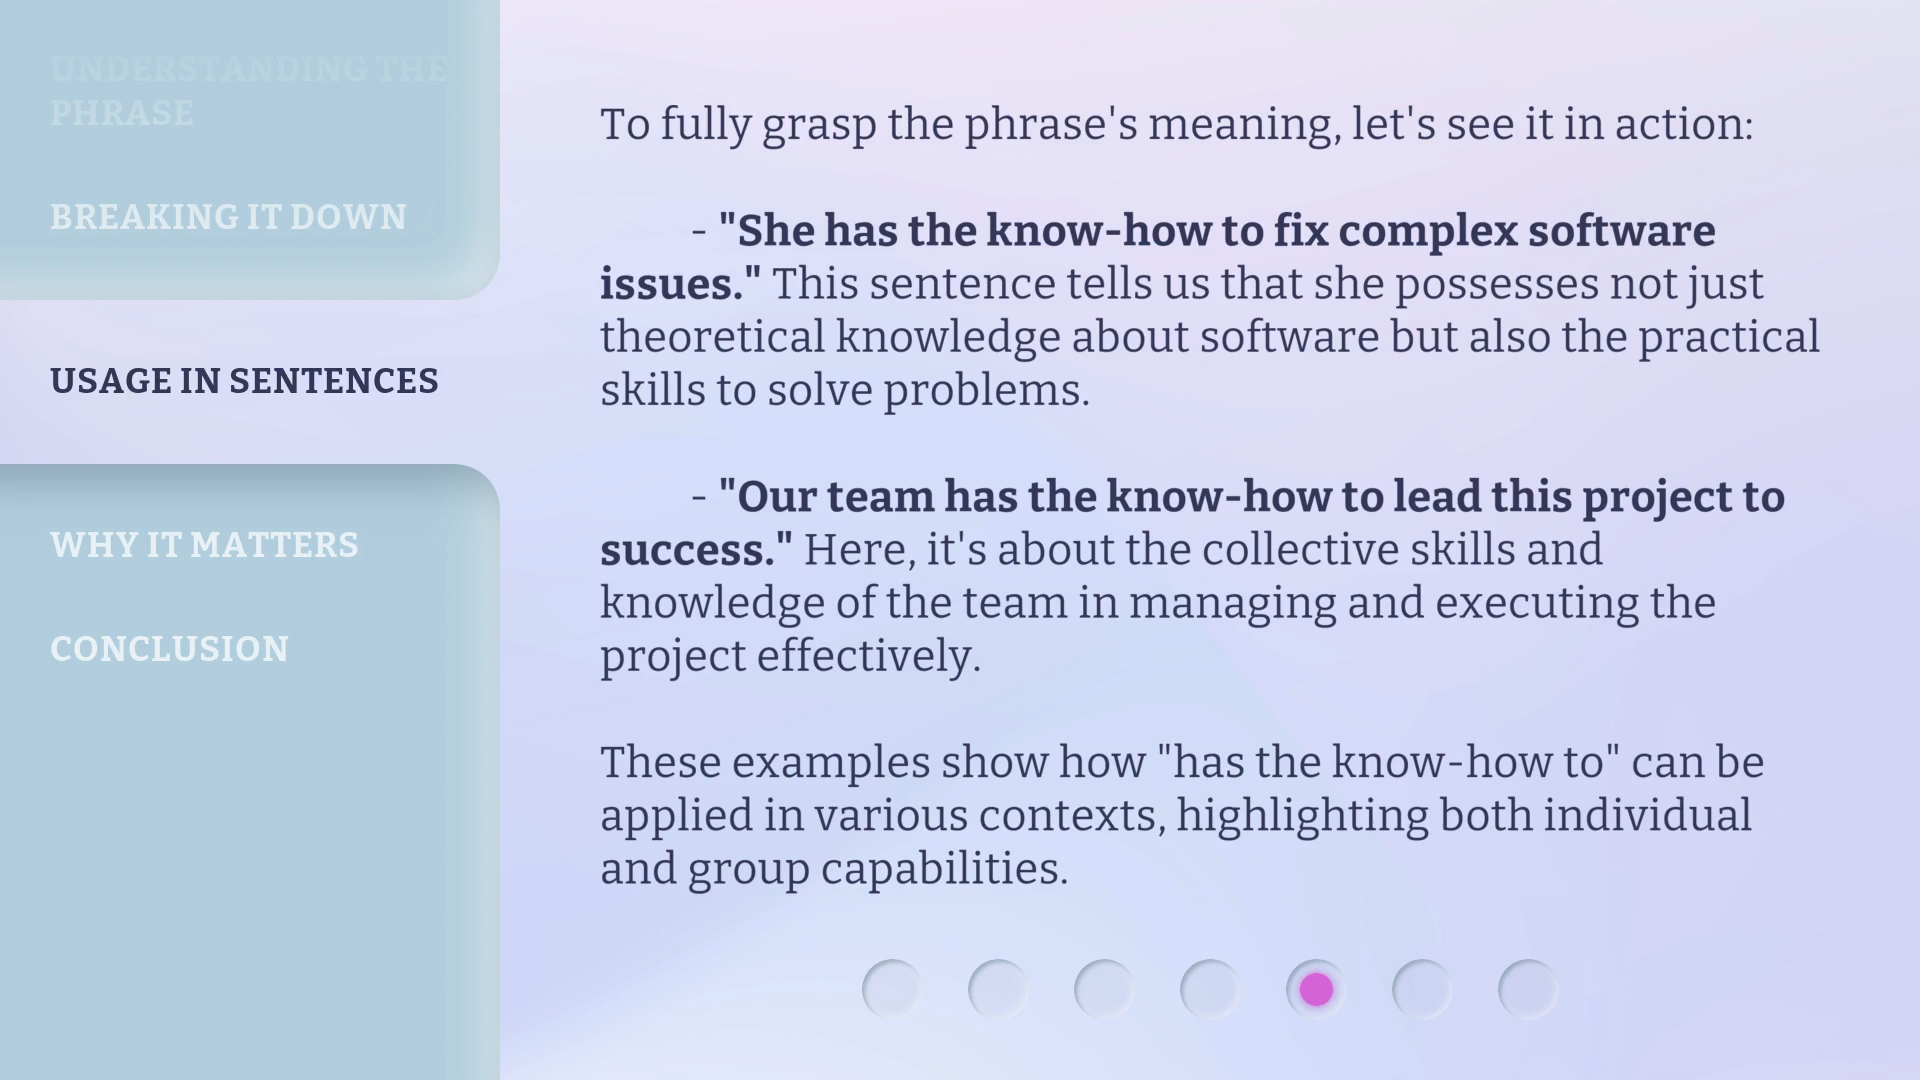 UNDERSTANDING THE
PHRASE
BREAKING IT DOWN
USAGE IN SENTENCES
WHY IT MATTERS
CONCLUSION
To fully grasp the phrase's meaning, let's see it in action:
- "She has the know-how to fix complex software
issues." This sentence tells us that she possesses not just
theoretical knowledge about software but also the practical
skills to solve problems.
- "Our team has the know-how to lead this project to
success." Here, it's about the collective skills and
knowledge of the team in managing and executing the
project effectively.
These examples show how "has the know-how to" can be
applied in various contexts, highlighting both individual
and group capabilities.